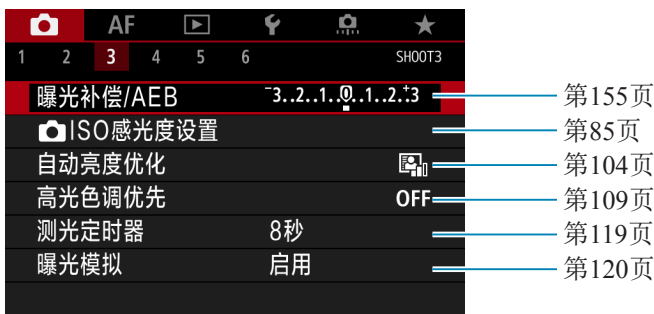 AF
1 2 3 4 5 6 SHOOT3
曝光补偿/AEB -3..2..1..0..1..2..+3 第155页
ISO感光度设置 第85页
自动亮度优化 第104页
高光色调优先 OFF 第109页
测光定时器 8秒 第119页
曝光模拟 启用 第120页